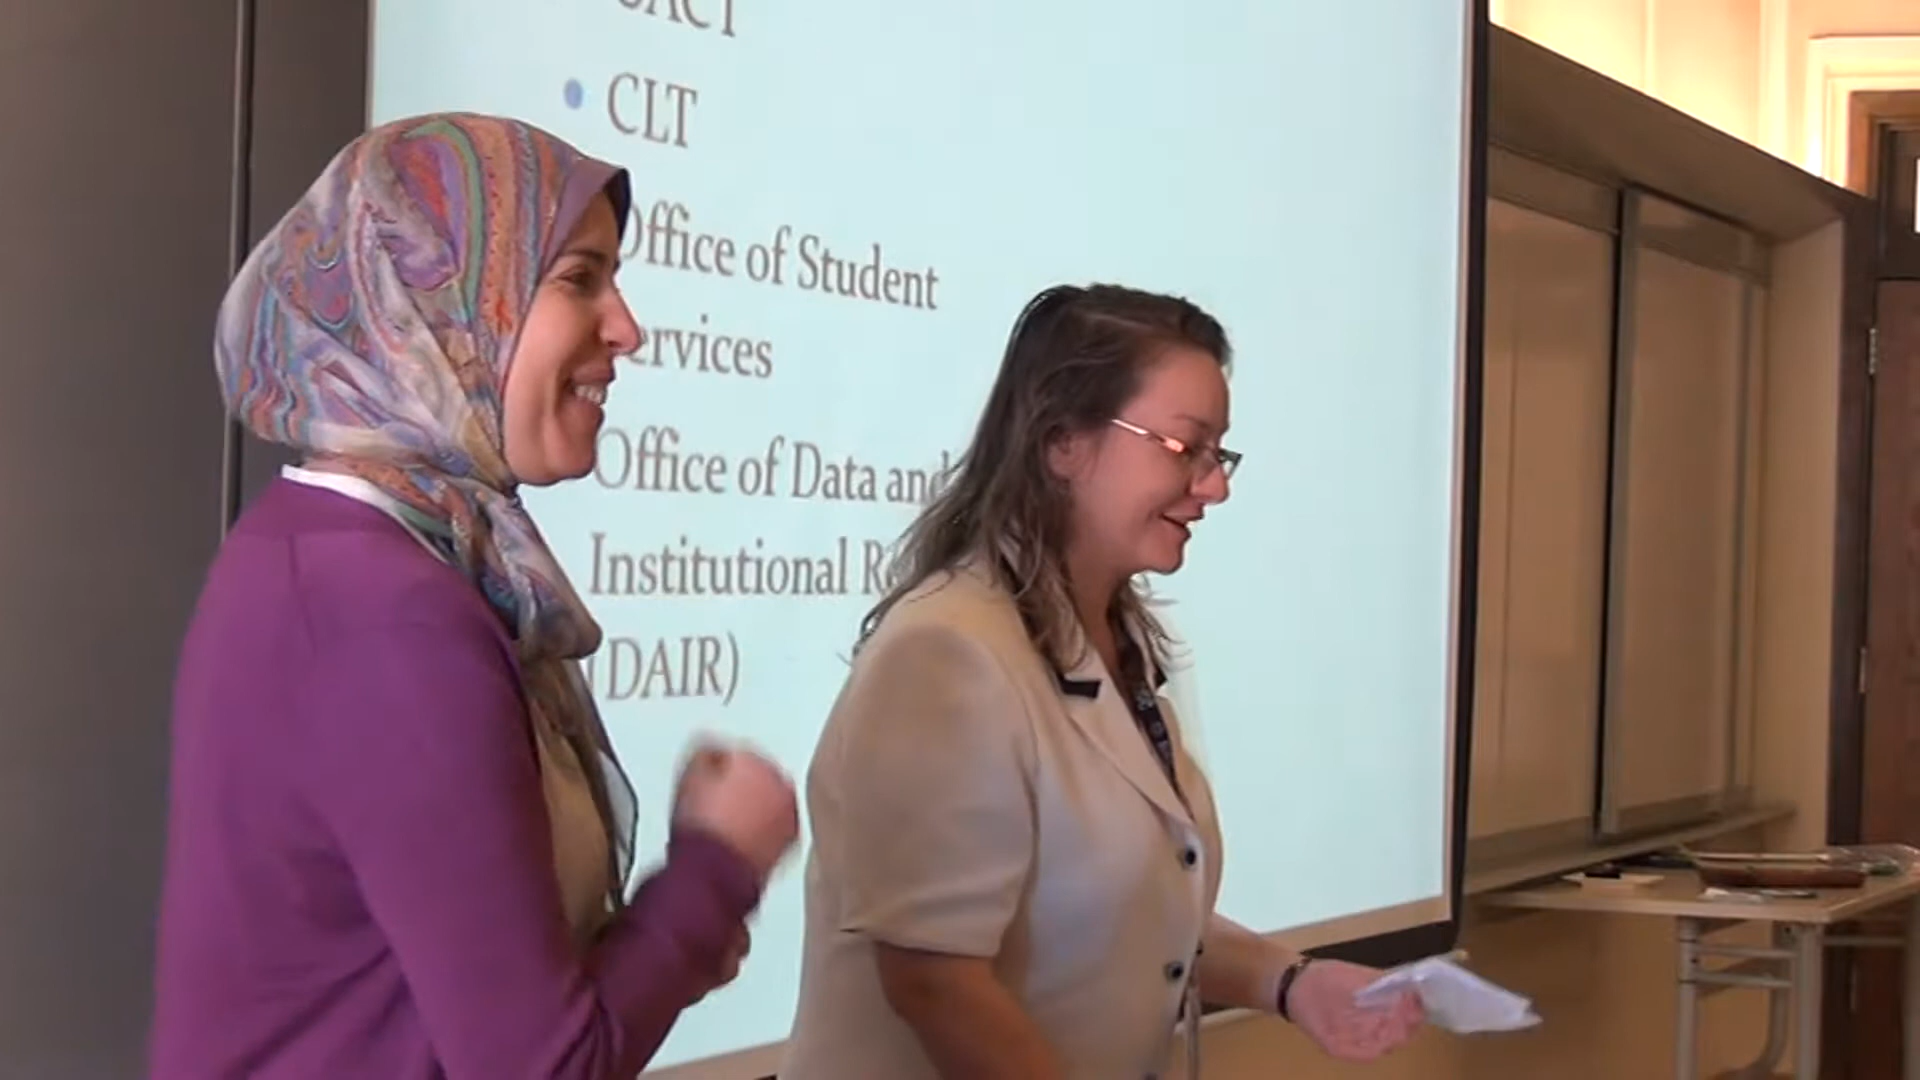 CLT
Office of Student
ervices
Office of Data and
Institutional
(DAIR)